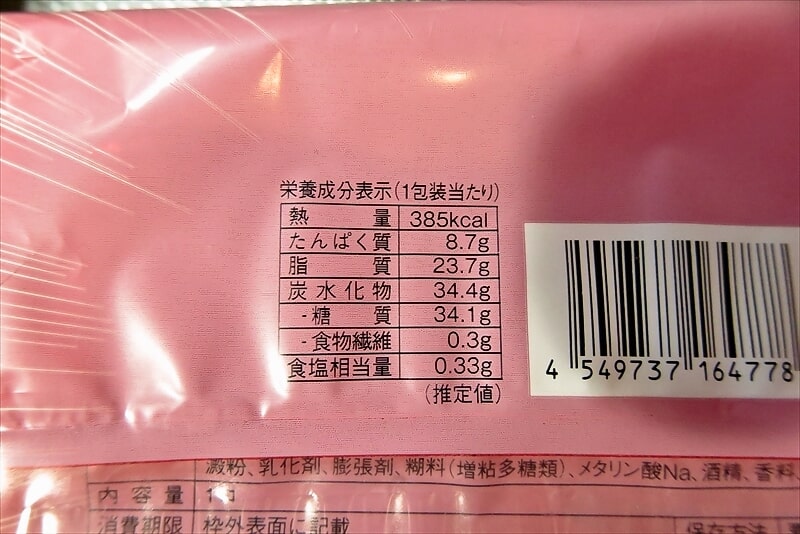 栄養成分表示(1包装当たり)
熱量 385kcal
たんぱく質 8.7g
脂質 23.7g
炭水化物 34.4g
-糖質 34.1g
-食物繊維 0.3g
食塩相当量 0.33g
(推定値)
4 549737 164778
澱粉、乳化剤、膨張剤、糊料(増粘多糖類)、メタリン酸Na、酒精、香料、
内容量 1コ
消費期限 枠外表面に記載 保存方法